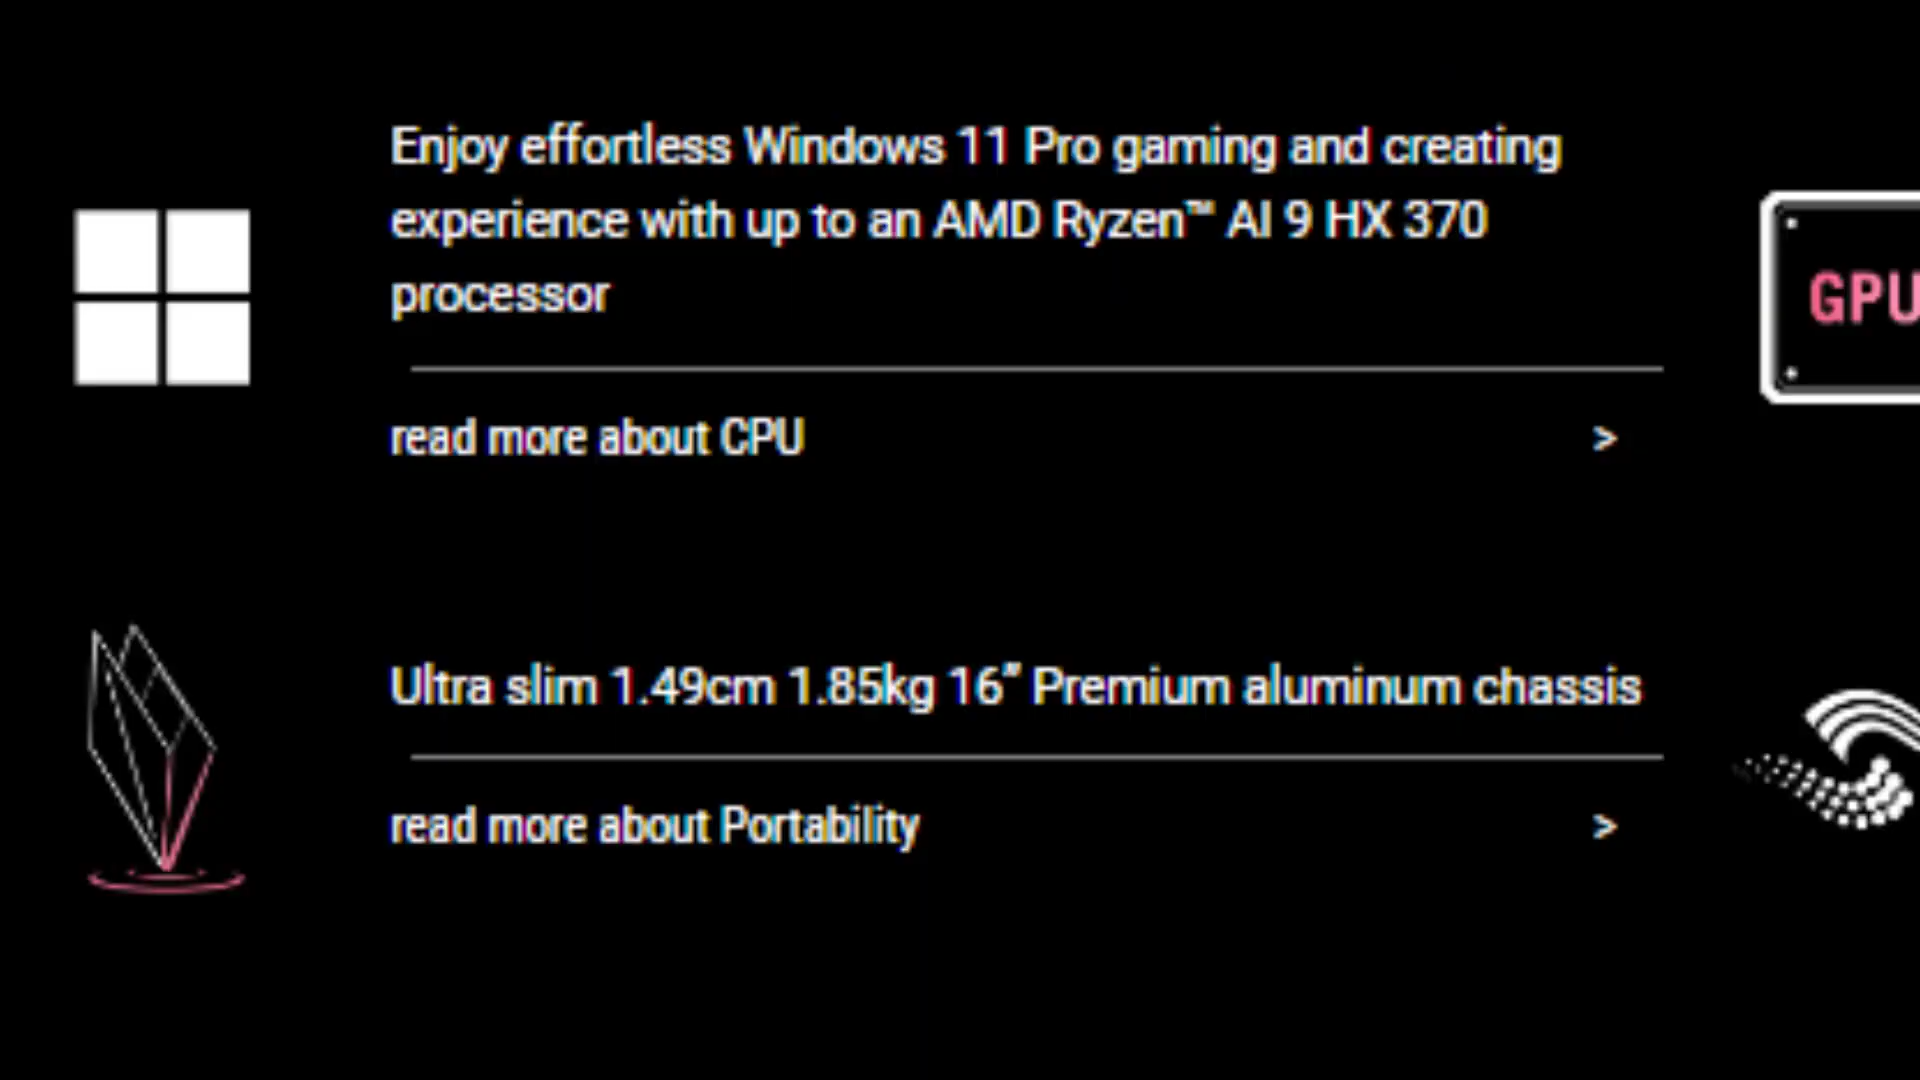 Enjoy effortless Windows 11 Pro gaming and creating
experience with up to an AMD Ryzen™ AI 9 HX 370
processor
read more about CPU >
Ultra slim 1.49cm 1.85kg 16” Premium aluminum chassis
read more about Portability >
GPU